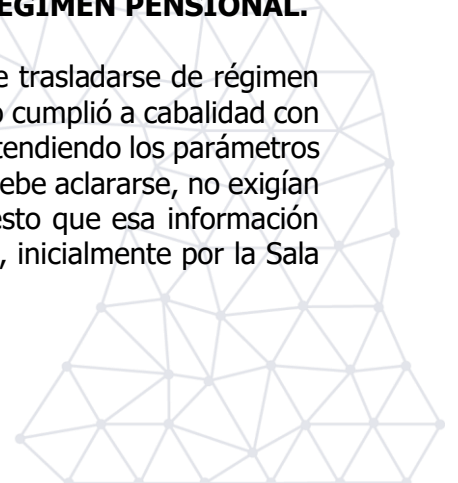 RÉGIMEN PENSIONAL.
e trasladarse de régimen
o cumplió a cabalidad con
tendiendo los parámetros
ebe aclararse, no exigían
esto que esa información
, inicialmente por la Sala